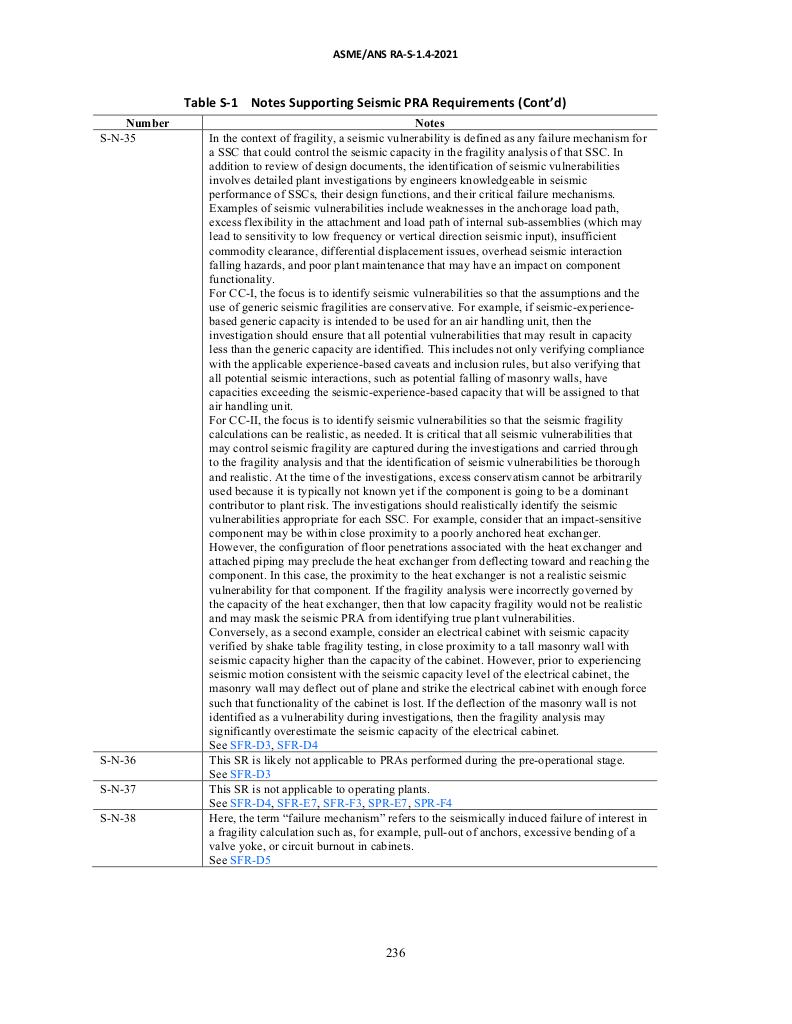 ASME/ANS RA-S-1.4-2021
Table S-1 Notes Supporting Seismic PRA Requirements (Cont’d)
Number Notes
S-N-35 In the context of fragility, a seismic vulnerability is defined as any failure mechanism for
a SSC that could control the seismic capacity in the fragility analysis of that SSC. In
addition to review of design documents, the identification of seismic vulnerabilities
involves detailed plant investigations by engineers knowledgeable in seismic
performance of SSCs, their design functions, and their critical failure mechanisms.
Examples of seismic vulnerabilities include weaknesses in the anchorage load path,
excess flexibility in the attachment and load path of internal sub-assemblies (which may
lead to sensitivity to low frequency or vertical direction seismic input), insufficient
commodity clearance, differential displacement issues, overhead seismic interaction
falling hazards, and poor plant maintenance that may have an impact on component
functionality.
For CC-I, the focus is to identify seismic vulnerabilities so that the assumptions and the
use of generic seismic fragilities are conservative. For example, if seismic-experience-
based generic capacity is intended to be used for an air handling unit, then the
investigation should ensure that all potential vulnerabilities that may result in capacity
less than the generic capacity are identified. This includes not only verifying compliance
with the applicable experience-based caveats and inclusion rules, but also verifying that
all potential seismic interactions, such as potential falling of masonry walls, have
capacities exceeding the seismic-experience-based capacity that will be assigned to that
air handling unit.
For CC-II, the focus is to identify seismic vulnerabilities so that the seismic fragility
calculations can be realistic, as needed. It is critical that all seismic vulnerabilities that
may control seismic fragility are captured during the investigations and carried through
to the fragility analysis and that the identification of seismic vulnerabilities be thorough
and realistic. At the time of the investigations, excess conservatism cannot be arbitrarily
used because it is typically not known yet if the component is going to be a dominant
contributor to plant risk. The investigations should realistically identify the seismic
vulnerabilities appropriate for each SSC. For example, consider that an impact-sensitive
component may be within close proximity to a poorly anchored heat exchanger.
However, the configuration of floor penetrations associated with the heat exchanger and
attached piping may preclude the heat exchanger from deflecting toward and reaching the
component. In this case, the proximity to the heat exchanger is not a realistic seismic
vulnerability for that component. If the fragility analysis were incorrectly governed by
the capacity of the heat exchanger, then that low capacity fragility would not be realistic
and may mask the seismic PRA from identifying true plant vulnerabilities.
Conversely, as a second example, consider an electrical cabinet with seismic capacity
verified by shake table fragility testing, in close proximity to a tall masonry wall with
seismic capacity higher than the capacity of the cabinet. However, prior to experiencing
seismic motion consistent with the seismic capacity level of the electrical cabinet, the
masonry wall may deflect out of plane and strike the electrical cabinet with enough force
such that functionality of the cabinet is lost. If the deflection of the masonry wall is not
identified as a vulnerability during investigations, then the fragility analysis may
significantly overestimate the seismic capacity of the electrical cabinet.
See SFR-D3, SFR-D4
S-N-36 This SR is likely not applicable to PRAs performed during the pre-operational stage.
See SFR-D3
S-N-37 This SR is not applicable to operating plants.
See SFR-D4, SFR-E7, SFR-F3, SPR-E7, SPR-F4
S-N-38 Here, the term “failure mechanism” refers to the seismically induced failure of interest in
a fragility calculation such as, for example, pull-out of anchors, excessive bending of a
valve yoke, or circuit burnout in cabinets.
See SFR-D5
236